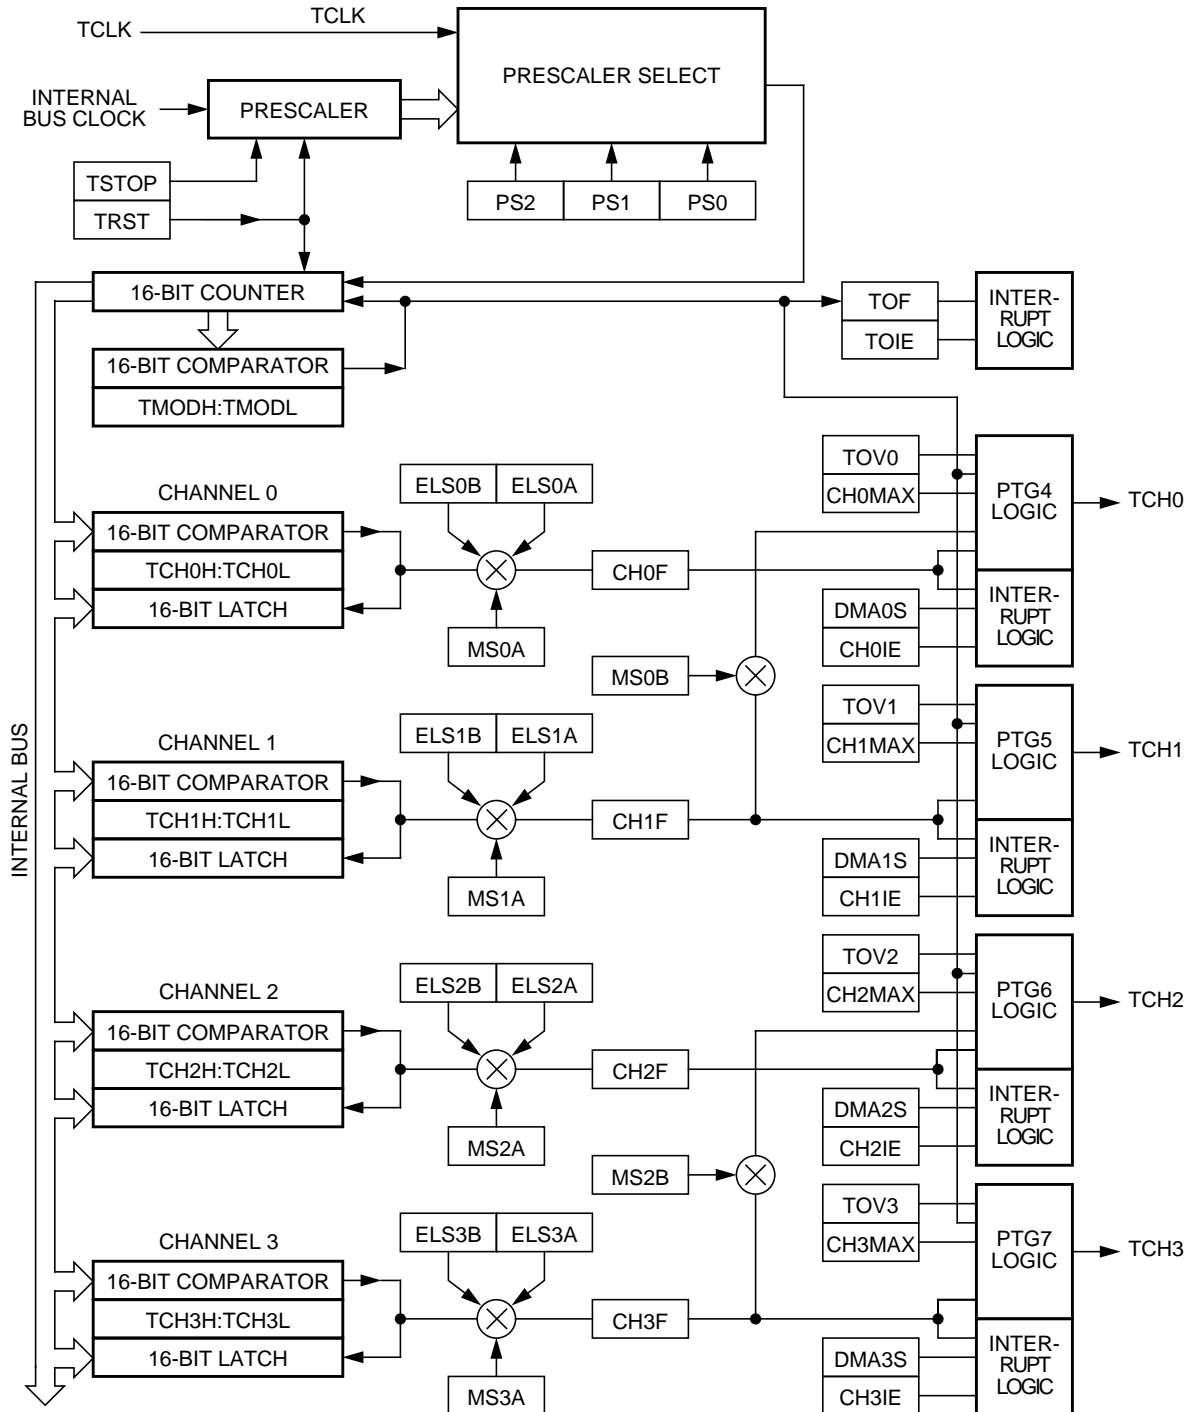 TCLK
TCLK
PRESCALER SELECT
INTERNAL
BUS CLOCK
PRESCALER
TSTOP
TRST
PS2
PS1
PS0
16-BIT COUNTER
16-BIT COMPARATOR
TMODH:TMODL
TOF
TOIE
INTER-
RUPT
LOGIC
INTERNAL BUS
CHANNEL 0
16-BIT COMPARATOR
TCH0H:TCH0L
16-BIT LATCH
ELS0B
ELS0A
MS0A
CH0F
MS0B
TOV0
CH0MAX
PTG4
LOGIC
TCH0
DMA0S
CH0IE
INTER-
RUPT
LOGIC
CHANNEL 1
16-BIT COMPARATOR
TCH1H:TCH1L
16-BIT LATCH
ELS1B
ELS1A
MS1A
CH1F
TOV1
CH1MAX
PTG5
LOGIC
TCH1
DMA1S
CH1IE
INTER-
RUPT
LOGIC
CHANNEL 2
16-BIT COMPARATOR
TCH2H:TCH2L
16-BIT LATCH
ELS2B
ELS2A
MS2A
CH2F
MS2B
TOV2
CH2MAX
PTG6
LOGIC
TCH2
DMA2S
CH2IE
INTER-
RUPT
LOGIC
CHANNEL 3
16-BIT COMPARATOR
TCH3H:TCH3L
16-BIT LATCH
ELS3B
ELS3A
MS3A
CH3F
TOV3
CH3MAX
PTG7
LOGIC
TCH3
DMA3S
CH3IE
INTER-
RUPT
LOGIC